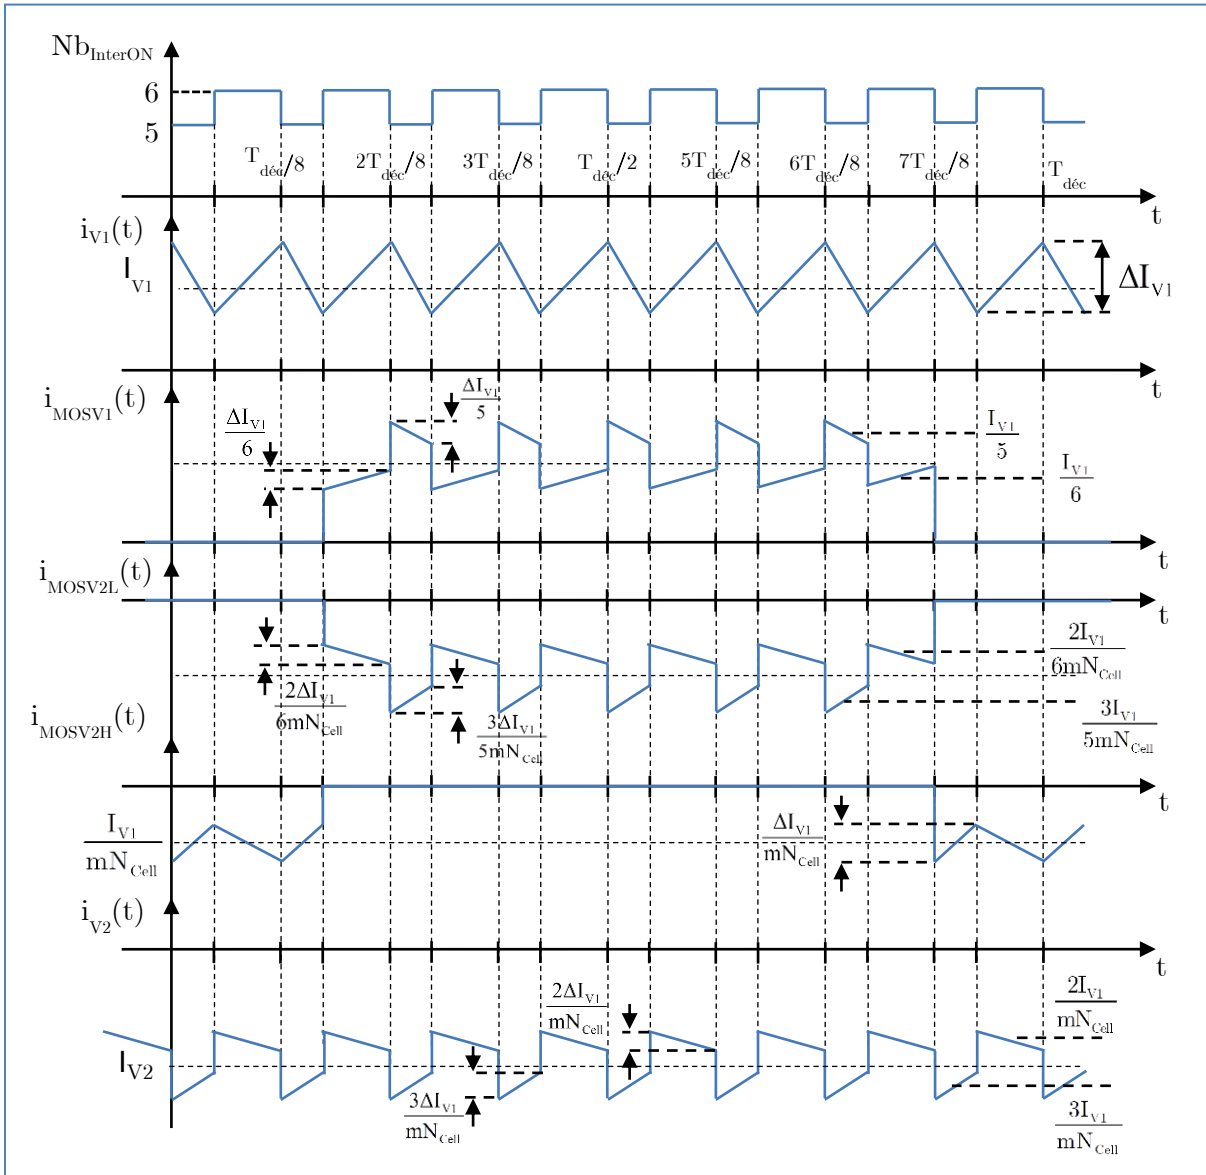 Nb_InterON
6
5
T_déc/8 2T_déc/8 3T_déc/8 T_déc/2 5T_déc/8 6T_déc/8 7T_déc/8 T_déc
t
i_V1(t)
I_V1
ΔI_V1
t
i_MOSV1(t)
ΔI_V1/6
ΔI_V1/5
I_V1/5
I_V1/6
t
i_MOSV2L(t)
t
2I_V1/6mN_Cell
2ΔI_V1/6mN_Cell
3ΔI_V1/5mN_Cell
3I_V1/5mN_Cell
i_MOSV2H(t)
t
I_V1/mN_Cell
ΔI_V1/mN_Cell
i_V2(t)
t
2ΔI_V1/mN_Cell
2I_V1/mN_Cell
I_V2
3ΔI_V1/mN_Cell
3I_V1/mN_Cell